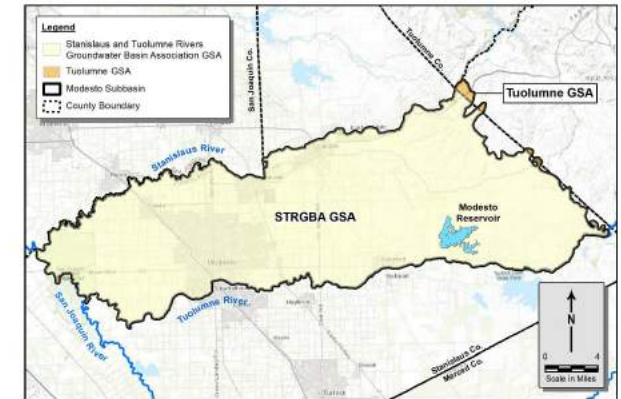 Legend
Stanislaus and Tuolumne Rivers
Groundwater Basin Association GSA
Tuolumne GSA
Modesto Subbasin
County Boundary
San Joaquin Co.
Tuolumne Co.
Tuolumne GSA
Stanislaus River
STRGBA GSA
Modesto
Reservoir
San Joaquin River
Tuolumne River
Stanislaus Co.
Merced Co.
Turlock
N
0 4
Scale in Miles